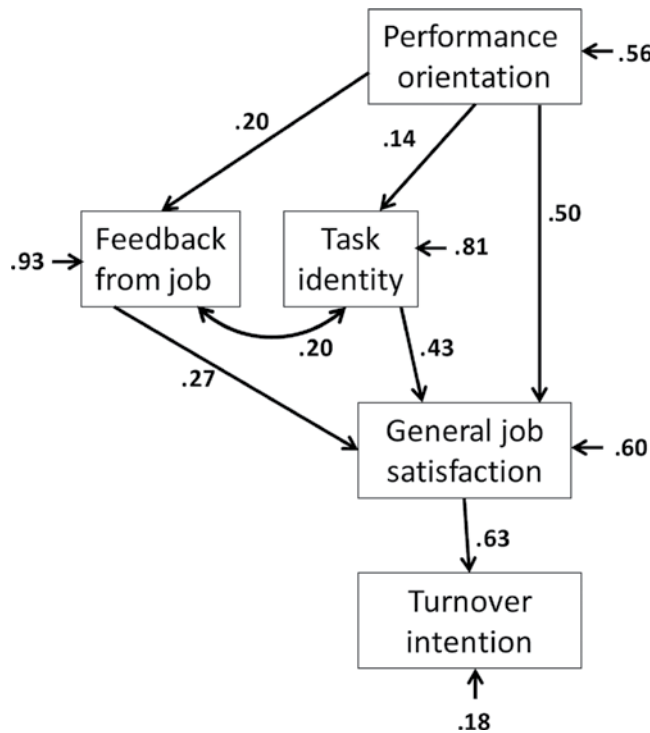 Performance
orientation
.56
.20
.14
.50
Feedback
from job
.93
Task
identity
.81
.20
.43
.27
General job
satisfaction
.60
.63
Turnover
intention
.18